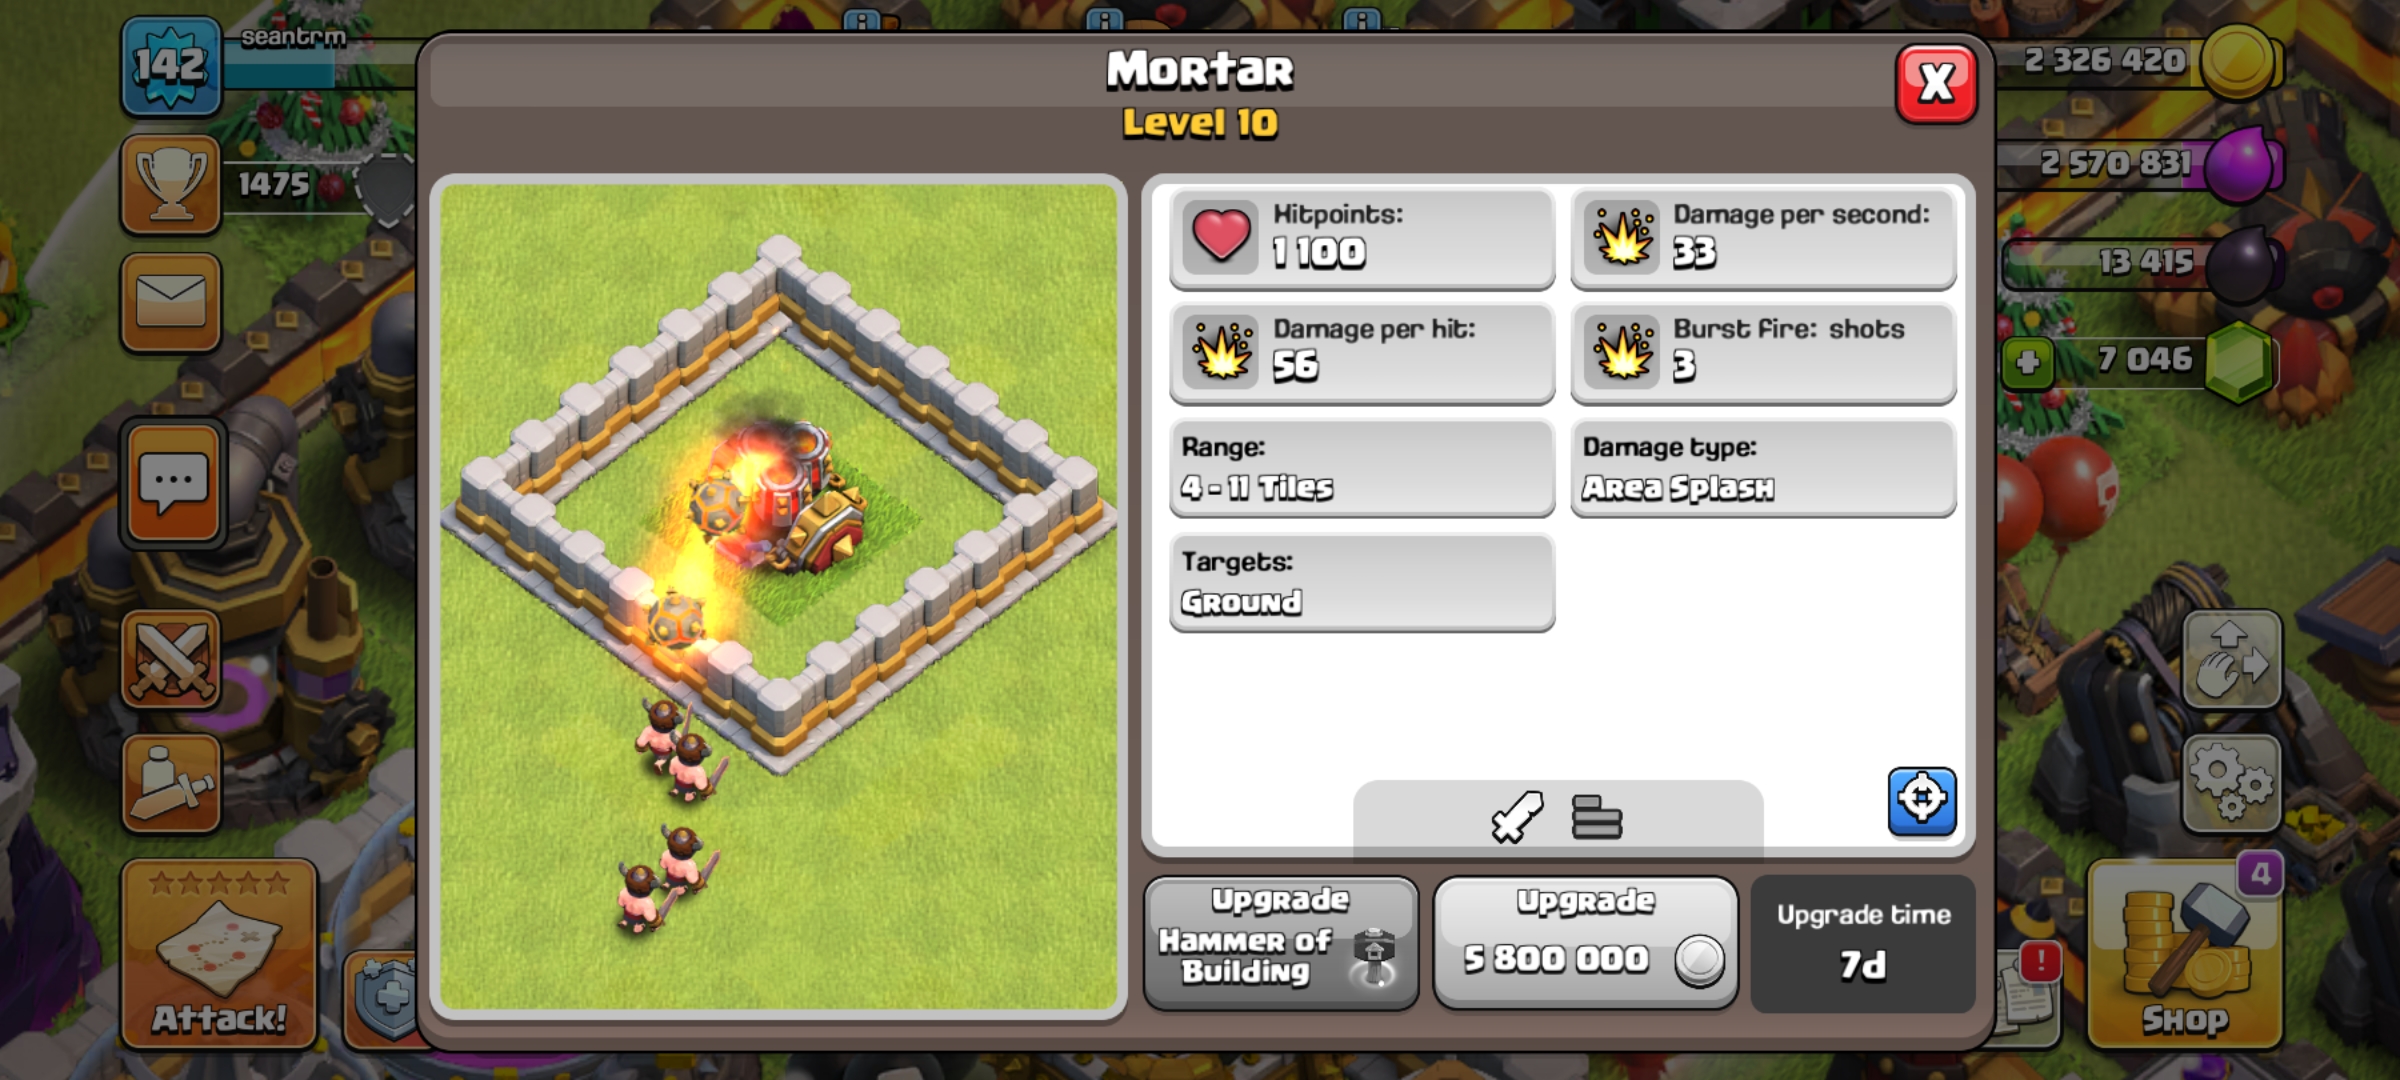 142
seantrm
1475
Attack!
Mortar
Level 10
X
Hitpoints:
1 100
Damage per second:
33
Damage per hit:
56
Burst fire: shots
3
Range:
4 - 11 Tiles
Damage type:
Area Splash
Targets:
Ground
Upgrade
Hammer of
Building
Upgrade
5 800 000
Upgrade time
7d
2 326 420
2 570 831
13 415
7 046
4
!
Shop